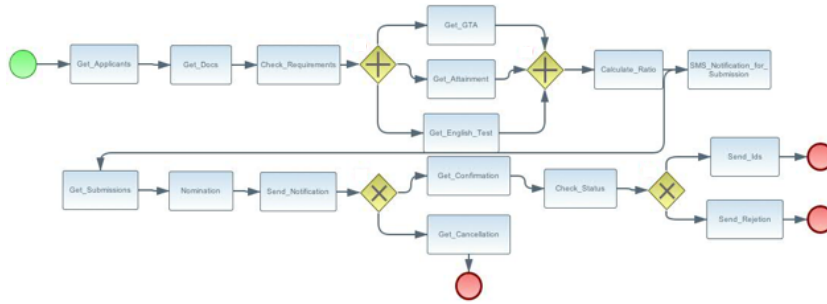 Get_GTA
Get_Applicants
Get_Docs
Check_Requirements
Get_Attainment
Calculate_Ratio
SMS_Notification_for_
Submission
Get_English_Test
Get_Submissions
Nomination
Send_Notification
Get_Confirmation
Check_Status
Send_Ids
Get_Cancellation
Send_Rejetion